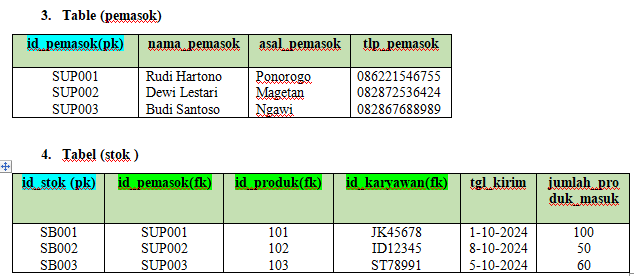 3. Table (pemasok)
id_pemasok(pk) nama_pemasok asal_pemasok tlp_pemasok
SUP001 Rudi Hartono Ponorogo 086221546755
SUP002 Dewi Lestari Magetan 082872536424
SUP003 Budi Santoso Ngawi 082867688989
4. Tabel (stok )
id_stok (pk) id_pemasok(fk) id_produk(fk) id_karyawan(fk) tgl_kirim jumlah_pro
duk_masuk
SB001 SUP001 101 JK45678 1-10-2024 100
SB002 SUP002 102 ID12345 8-10-2024 50
SB003 SUP003 103 ST78991 5-10-2024 60